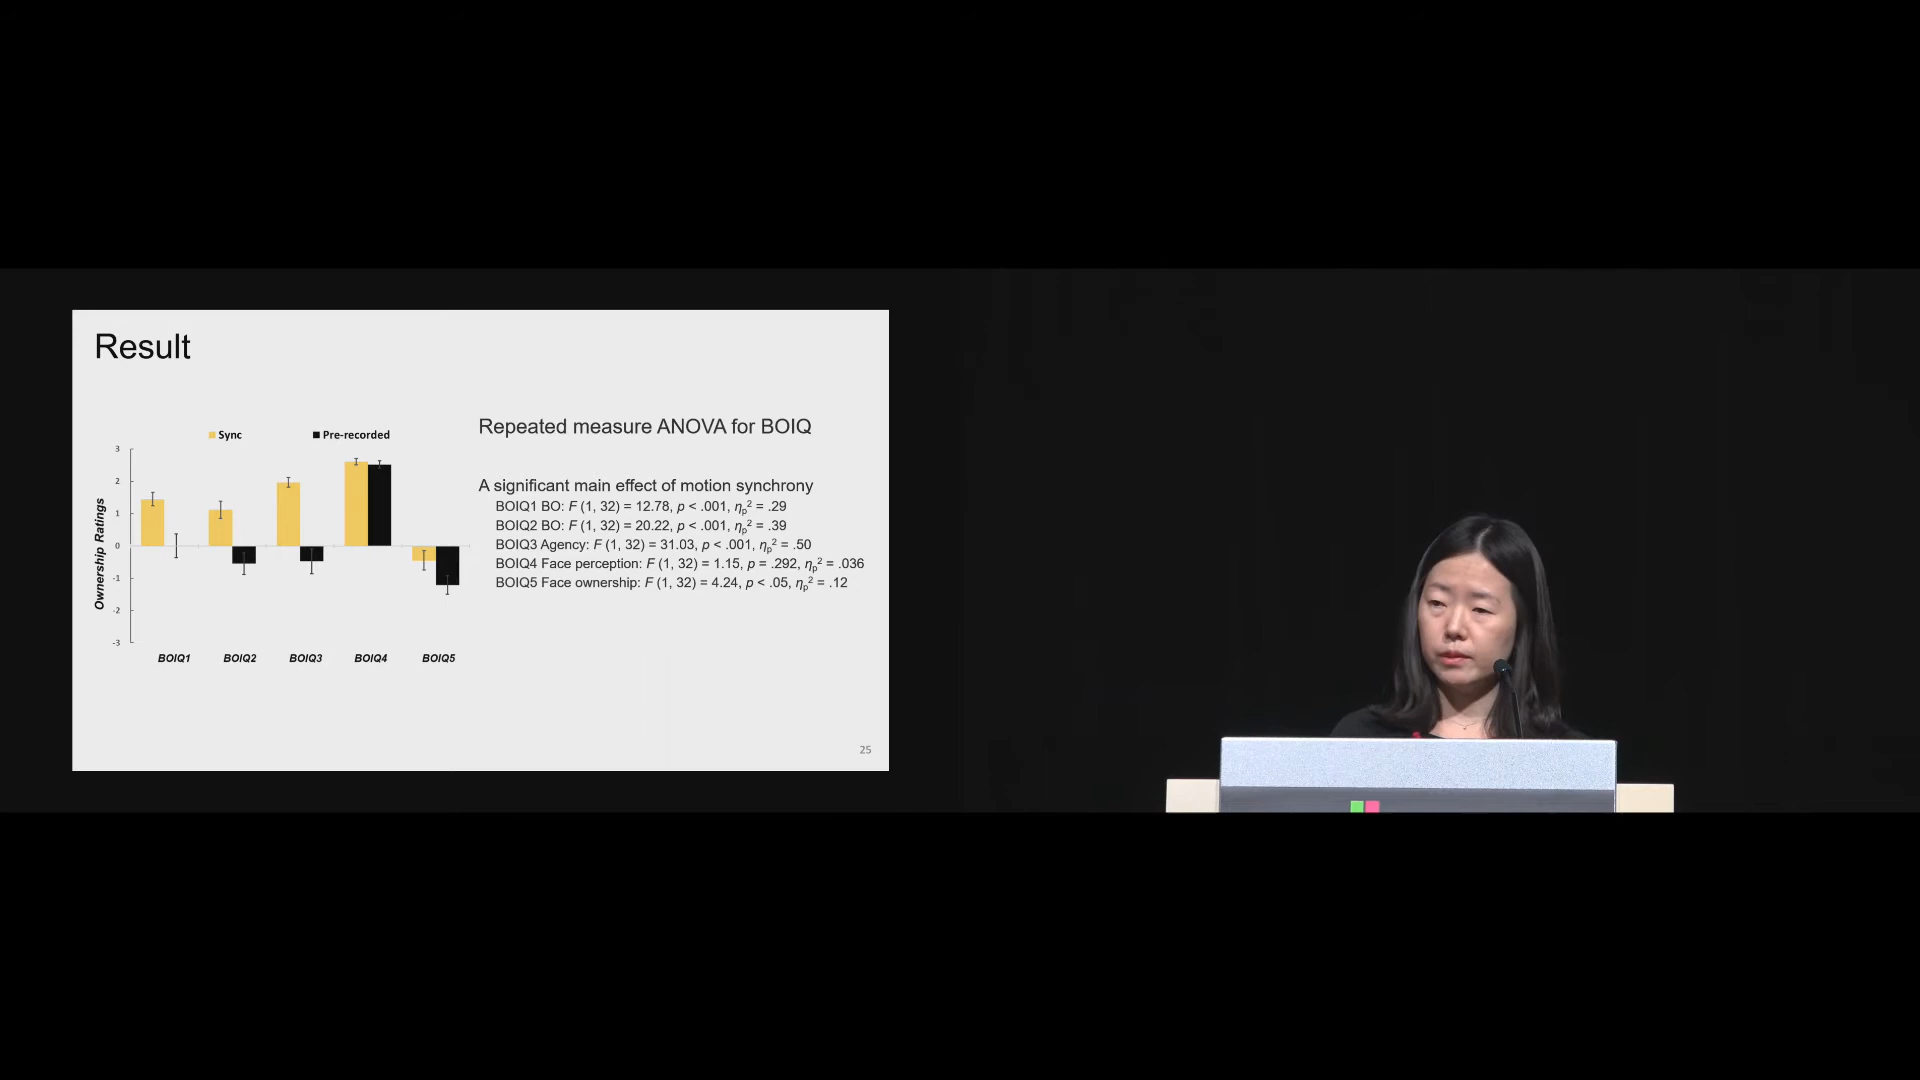 Result
Sync
Pre-recorded
3
2
1
0
-1
-2
-3
Ownership Ratings
BOIQ1
BOIQ2
BOIQ3
BOIQ4
BOIQ5
Repeated measure ANOVA for BOIQ
A significant main effect of motion synchrony
BOIQ1 BO: F (1, 32) = 12.78, p < .001, ηp² = .29
BOIQ2 BO: F (1, 32) = 20.22, p < .001, ηp² = .39
BOIQ3 Agency: F (1, 32) = 31.03, p < .001, ηp² = .50
BOIQ4 Face perception: F (1, 32) = 1.15, p = .292, ηp² = .036
BOIQ5 Face ownership: F (1, 32) = 4.24, p < .05, ηp² = .12
25